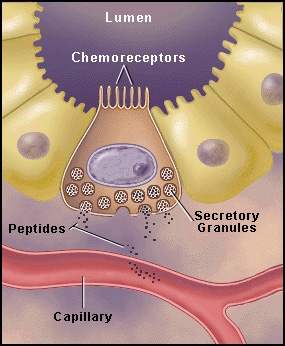 Lumen
Chemoreceptors
Secretory
Granules
Peptides
Capillary